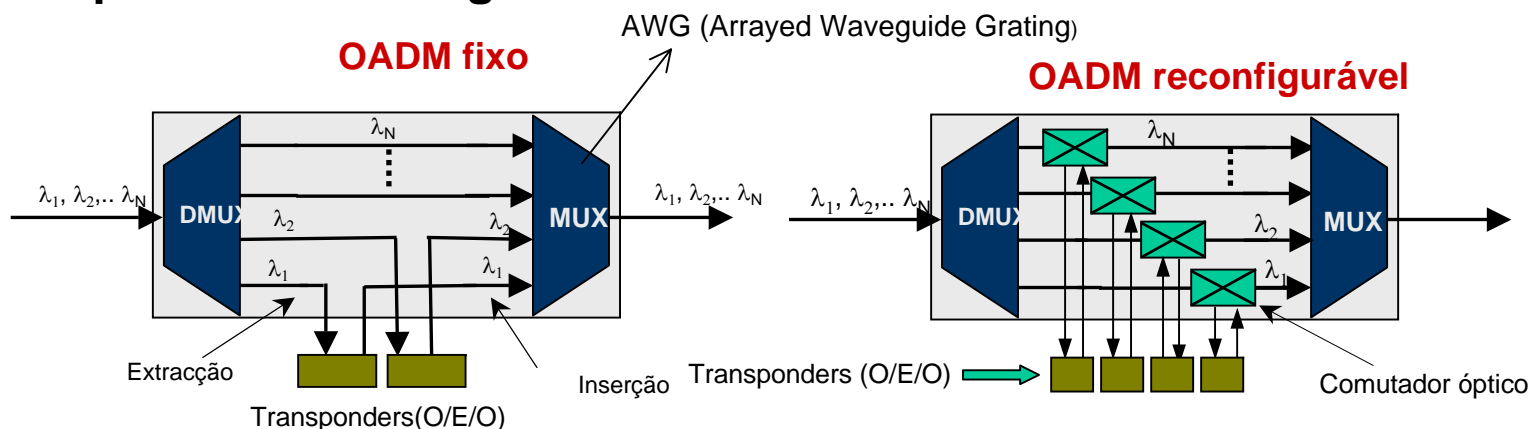 AWG (Arrayed Waveguide Grating)
OADM fixo
λN
λ1, λ2,.. λN
DMUX
λ2
λ1
λ2
λ1
MUX
λ1, λ2,.. λN
Extracção
Inserção
Transponders(O/E/O)
OADM reconfigurável
λN
λ1, λ2,.. λN
DMUX
λ2
λ1
MUX
Transponders (O/E/O)
Comutador óptico